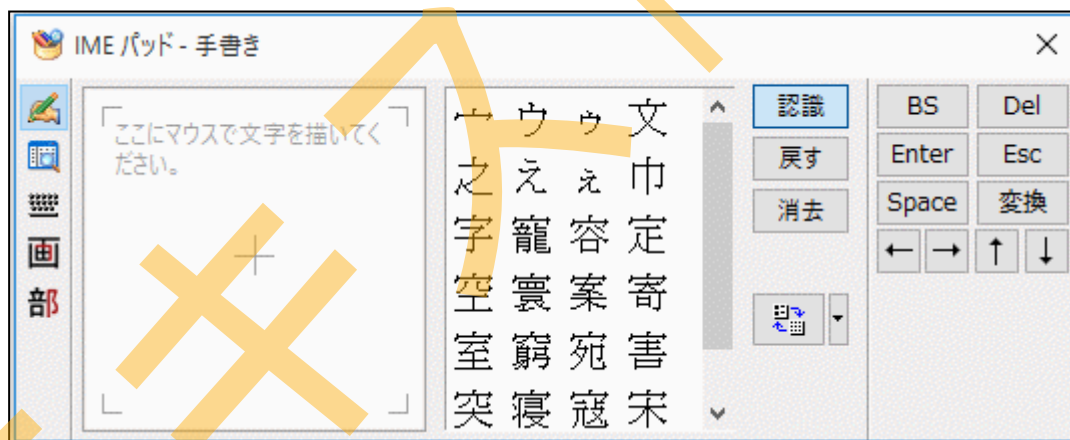 IME パッド - 手書き
ここにマウスで文字を描いてく
ださい。
宀 ウ ゥ 文
之 え ぇ 巾
字 寵 容 定
空 寰 案 寄
室 窮 宛 害
突 寝 寇 宋
認識
戻す
消去
BS Del
Enter Esc
Space 変換
← → ↑ ↓
画
部